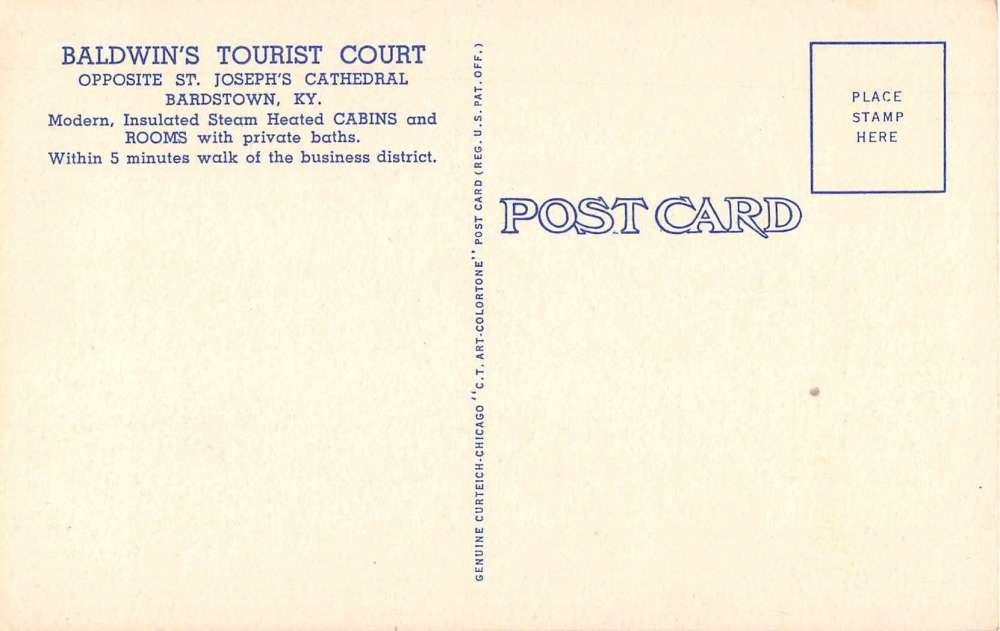 BALDWIN'S TOURIST COURT
OPPOSITE ST. JOSEPH'S CATHEDRAL
BARDSTOWN, KY.
Modern, Insulated Steam Heated CABINS and
ROOMS with private baths.
Within 5 minutes walk of the business district.
GENUINE CURTEICH-CHICAGO "C.T. ART-COLORTONE" POST CARD (REG. U.S. PAT. OFF.)
POST CARD
PLACE
STAMP
HERE